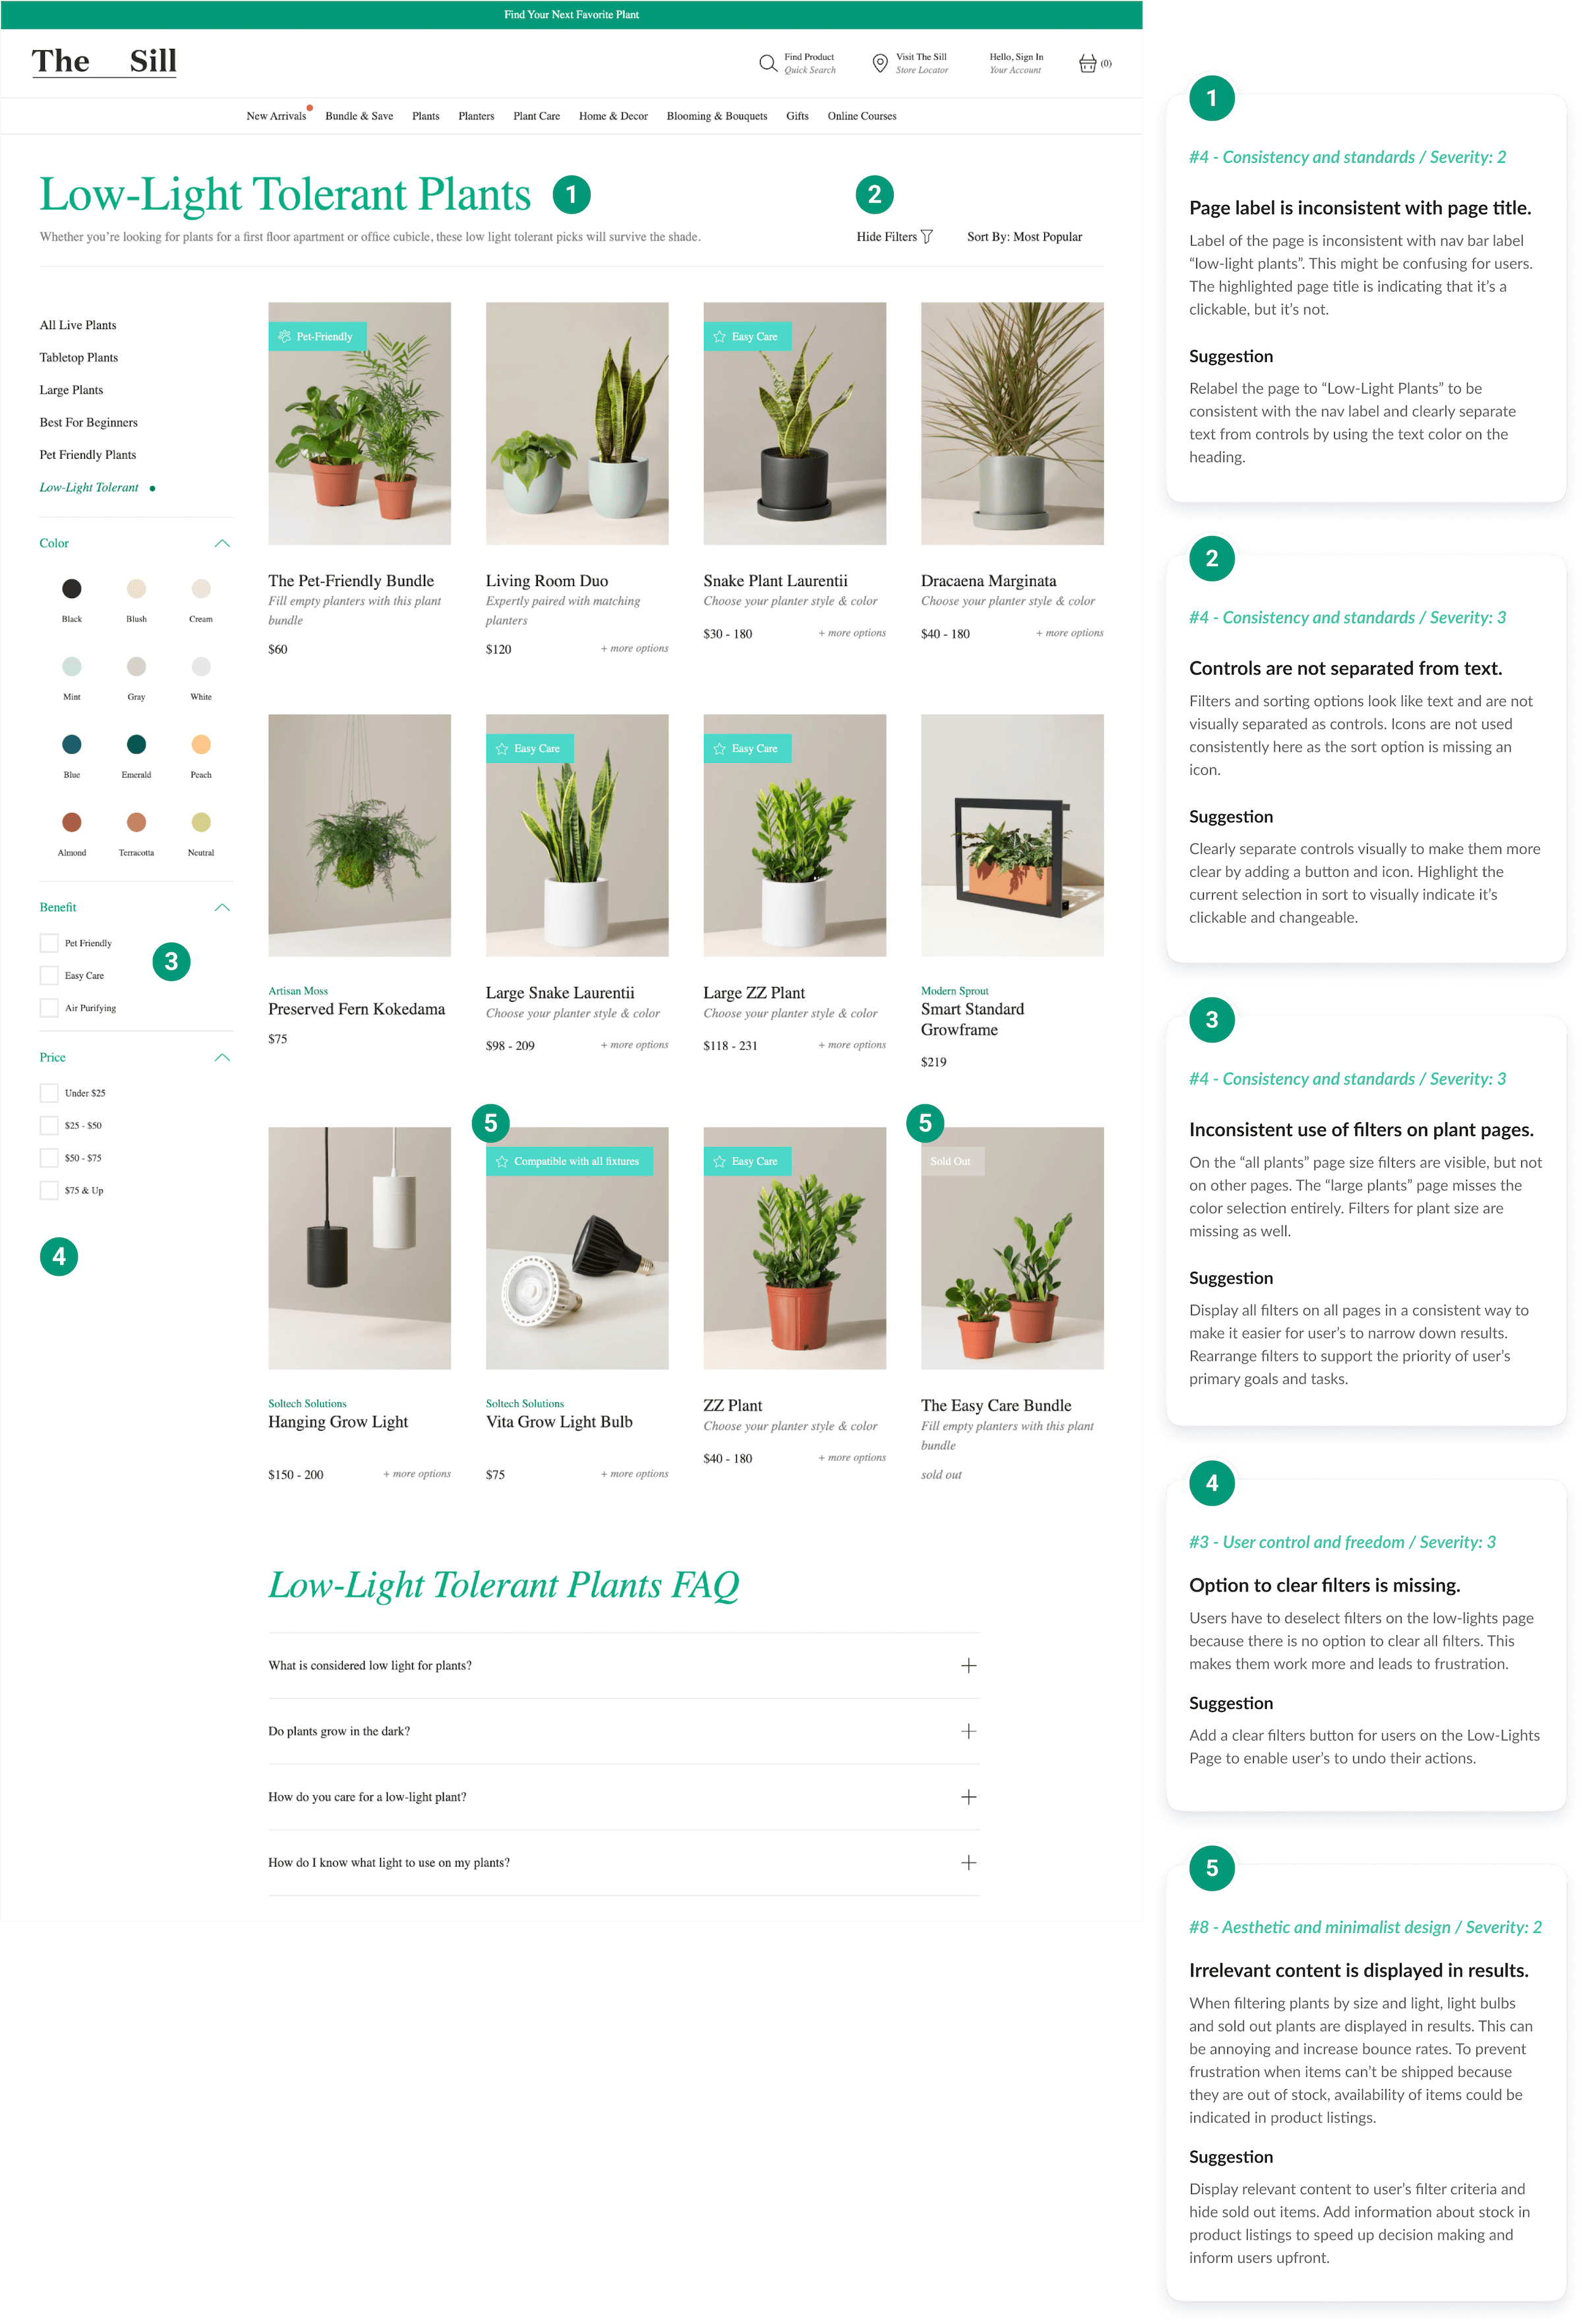 Find Your Next Favorite Plant
The Sill
Find Product
Quick Search
Visit The Sill
Store Locator
Hello, Sign In
Your Account
(0)
New Arrivals
Bundle & Save
Plants
Planters
Plant Care
Home & Decor
Blooming & Bouquets
Gifts
Online Courses
Low-Light Tolerant Plants
1
2
Whether you're looking for plants for a first floor apartment or office cubicle, these low light tolerant picks will survive the shade.
Hide Filters
Sort By: Most Popular
All Live Plants
Tabletop Plants
Large Plants
Best For Beginners
Pet Friendly Plants
Low-Light Tolerant
Color
Black
Blush
Cream
Mint
Gray
White
Blue
Emerald
Peach
Almond
Terracotta
Neutral
Benefit
Pet Friendly
Easy Care
Air Purifying
3
Price
Under $25
$25 - $50
$50 - $75
$75 & Up
4
Pet-Friendly
The Pet-Friendly Bundle
Fill empty planters with this plant
bundle
$60
Living Room Duo
Expertly paired with matching
planters
$120
+ more options
Easy Care
Snake Plant Laurentii
Choose your planter style & color
$30 - 180
+ more options
Dracaena Marginata
Choose your planter style & color
$40 - 180
+ more options
Artisan Moss
Preserved Fern Kokedama
$75
Easy Care
Large Snake Laurentii
Choose your planter style & color
$98 - 209
+ more options
Easy Care
Large ZZ Plant
Choose your planter style & color
$118 - 231
+ more options
Modern Sprout
Smart Standard
Growframe
$219
Soltech Solutions
Hanging Grow Light
$150 - 200
+ more options
5
Compatible with all fixtures
Soltech Solutions
Vita Grow Light Bulb
$75
+ more options
Easy Care
ZZ Plant
Choose your planter style & color
$40 - 180
+ more options
5
Sold Out
The Easy Care Bundle
Fill empty planters with this plant
bundle
sold out
Low-Light Tolerant Plants FAQ
What is considered low light for plants?
Do plants grow in the dark?
How do you care for a low-light plant?
How do I know what light to use on my plants?
1
#4 - Consistency and standards / Severity: 2
Page label is inconsistent with page title.
Label of the page is inconsistent with nav bar label
“low-light plants”. This might be confusing for users.
The highlighted page title is indicating that it’s a
clickable, but it’s not.
Suggestion
Relabel the page to “Low-Light Plants” to be
consistent with the nav label and clearly separate
text from controls by using the text color on the
heading.
2
#4 - Consistency and standards / Severity: 3
Controls are not separated from text.
Filters and sorting options look like text and are not
visually separated as controls. Icons are not used
consistently here as the sort option is missing an
icon.
Suggestion
Clearly separate controls visually to make them more
clear by adding a button and icon. Highlight the
current selection in sort to visually indicate it’s
clickable and changeable.
3
#4 - Consistency and standards / Severity: 3
Inconsistent use of filters on plant pages.
On the “all plants” page size filters are visible, but not
on other pages. The “large plants” page misses the
color selection entirely. Filters for plant size are
missing as well.
Suggestion
Display all filters on all pages in a consistent way to
make it easier for user’s to narrow down results.
Rearrange filters to support the priority of user’s
primary goals and tasks.
4
#3 - User control and freedom / Severity: 3
Option to clear filters is missing.
Users have to deselect filters on the low-lights page
because there is no option to clear all filters. This
makes them work more and leads to frustration.
Suggestion
Add a clear filters button for users on the Low-Lights
Page to enable user’s to undo their actions.
5
#8 - Aesthetic and minimalist design / Severity: 2
Irrelevant content is displayed in results.
When filtering plants by size and light, light bulbs
and sold out plants are displayed in results. This can
be annoying and increase bounce rates. To prevent
frustration when items can’t be shipped because
they are out of stock, availability of items could be
indicated in product listings.
Suggestion
Display relevant content to user’s filter criteria and
hide sold out items. Add information about stock in
product listings to speed up decision making and
inform users upfront.